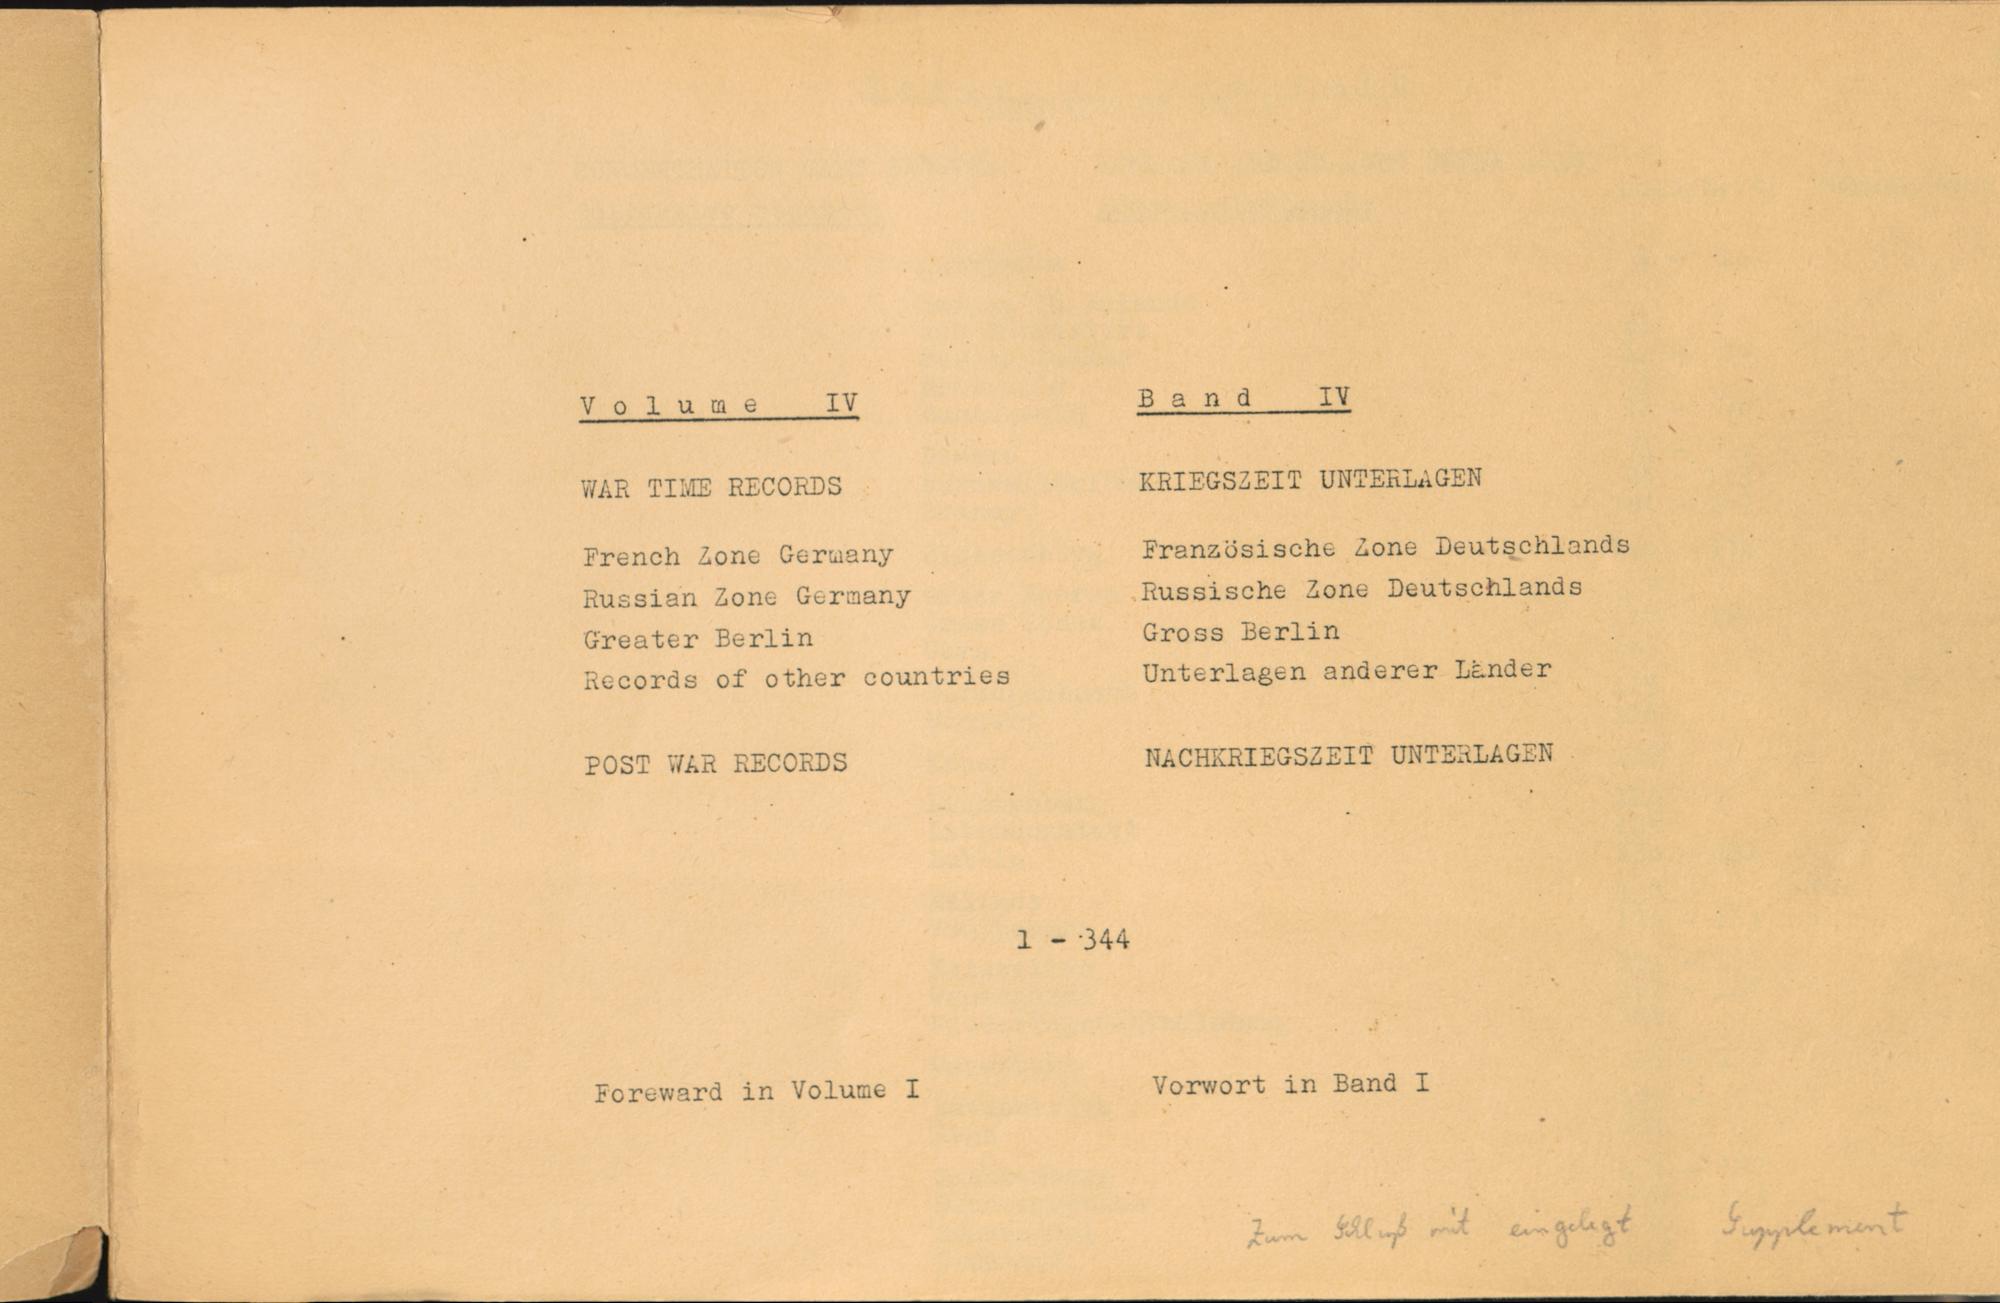 Volume IV
WAR TIME RECORDS
French Zone Germany
Russian Zone Germany
Greater Berlin
Records of other countries
POST WAR RECORDS
Band IV
KRIEGSZEIT UNTERLAGEN
Französische Zone Deutschlands
Russische Zone Deutschlands
Gross Berlin
Unterlagen anderer Länder
NACHKRIEGSZEIT UNTERLAGEN
1 - 344
Foreward in Volume I
Vorwort in Band I
Zum Schluß mit eingelegt Supplement